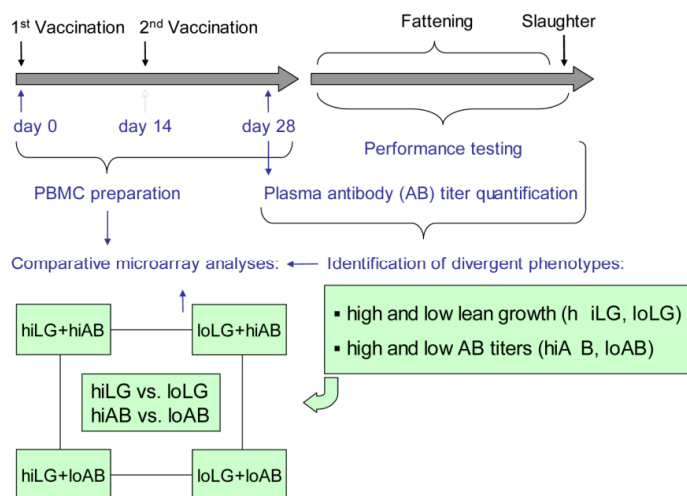 1st Vaccination 2nd Vaccination Fattening Slaughter
day 0 day 14 day 28
Performance testing
PBMC preparation Plasma antibody (AB) titer quantification
Comparative microarray analyses: Identification of divergent phenotypes:
▪ high and low lean growth (h iLG, loLG)
▪ high and low AB titers (hiA B, loAB)
hiLG+hiAB loLG+hiAB
hiLG vs. loLG
hiAB vs. loAB
hiLG+loAB loLG+loAB